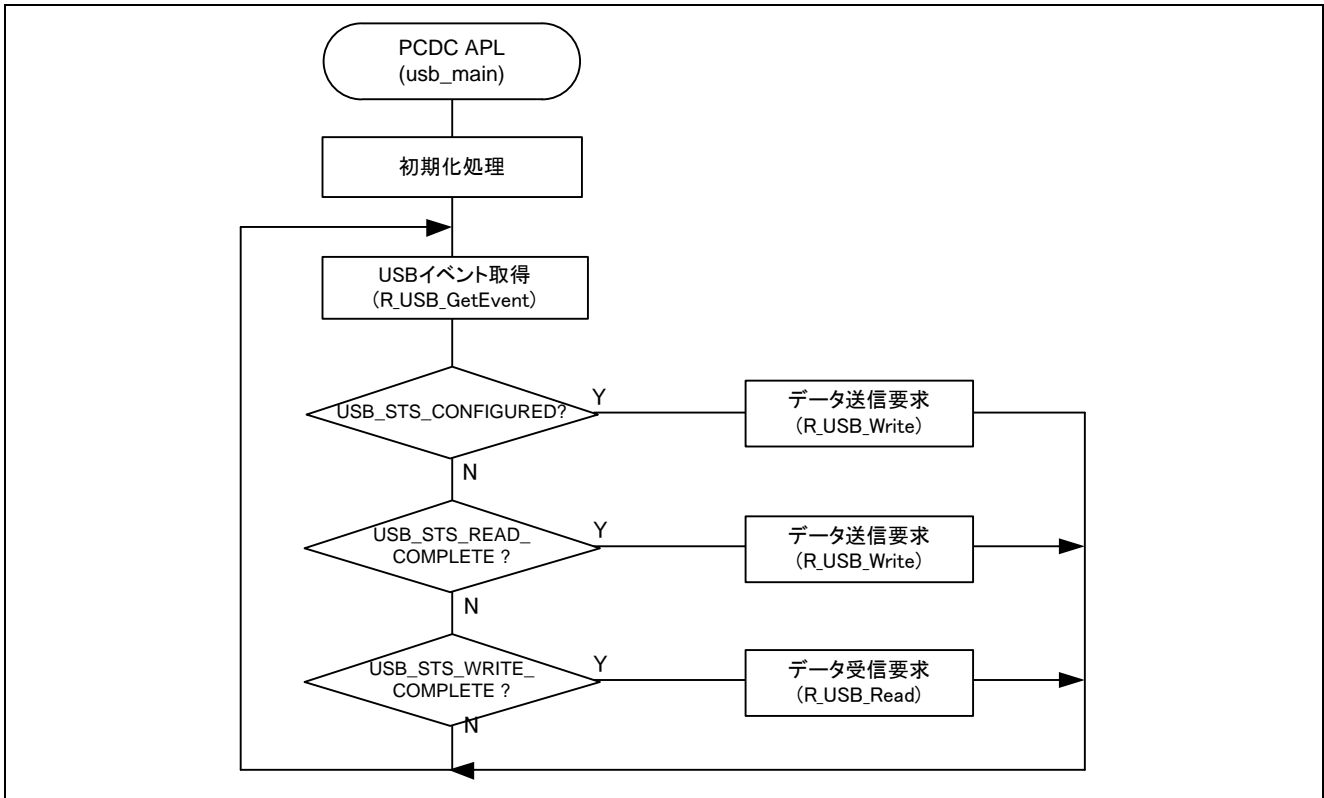 PCDC APL
(usb_main)
初期化処理
USBイベント取得
(R_USB_GetEvent)
USB_STS_CONFIGURED?
Y
データ送信要求
(R_USB_Write)
N
USB_STS_READ_
COMPLETE ?
Y
データ送信要求
(R_USB_Write)
N
USB_STS_WRITE_
COMPLETE ?
Y
データ受信要求
(R_USB_Read)
N